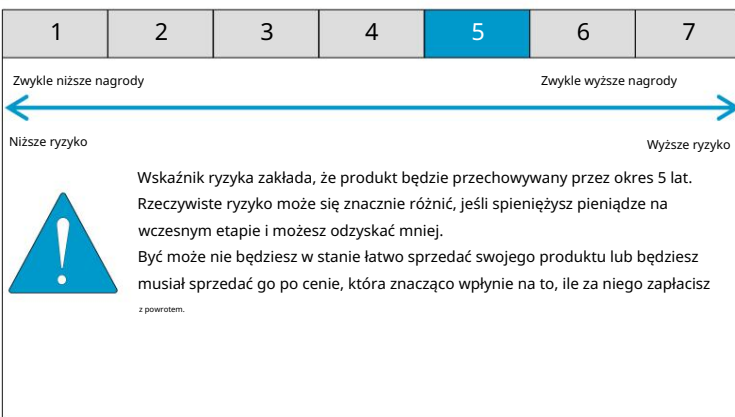 1 2 3 4 5 6 7
Zwykle niższe nagrody Zwykle wyższe nagrody
Niższe ryzyko Wyższe ryzyko
Wskaźnik ryzyka zakłada, że produkt będzie przechowywany przez okres 5 lat.
Rzeczywiste ryzyko może się znacznie różnić, jeśli spieniężysz pieniądze na
wczesnym etapie i możesz odzyskać mniej.
Być może nie będziesz w stanie łatwo sprzedać swojego produktu lub będziesz
musiał sprzedać go po cenie, która znacząco wpłynie na to, ile za niego zapłacisz
z powrotem.